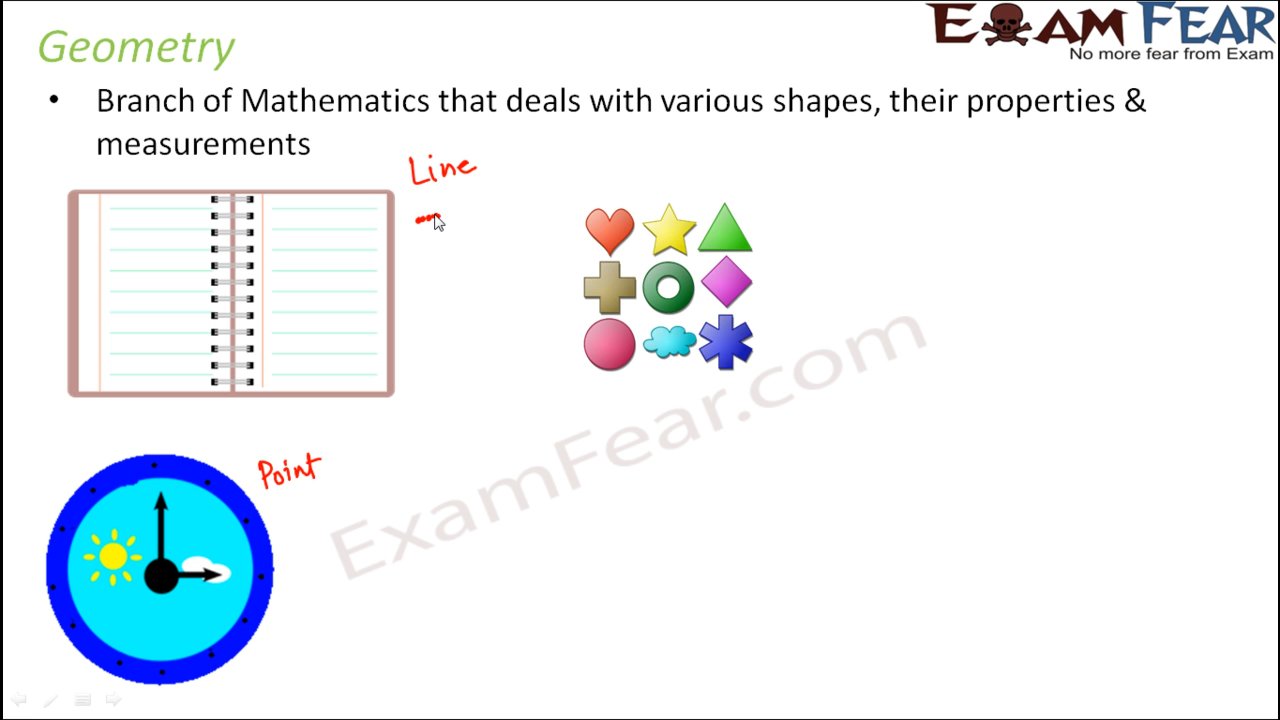 Geometry
EXAM FEAR
No more fear from Exam
• Branch of Mathematics that deals with various shapes, their properties &
measurements
Line
Point
ExamFear.com